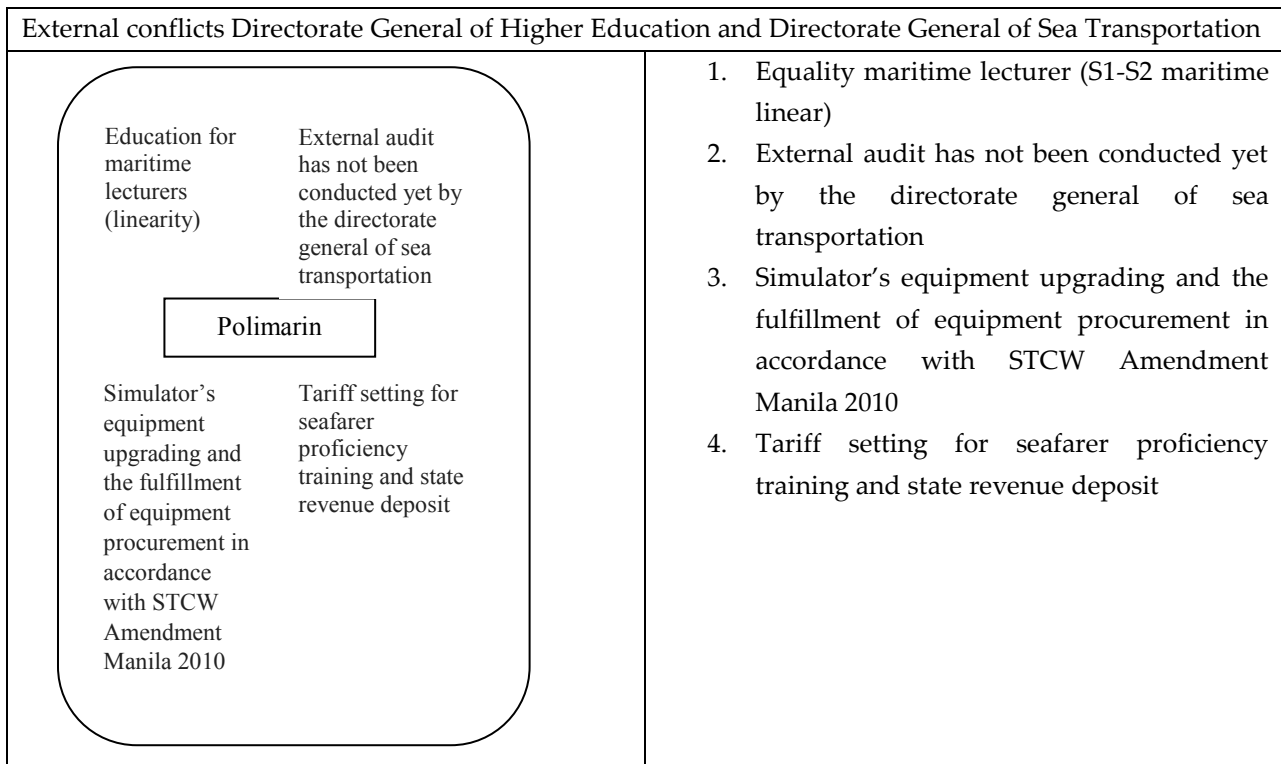 External conflicts Directorate General of Higher Education and Directorate General of Sea Transportation
Education for
maritime
lecturers
(linearity)
External audit
has not been
conducted yet by
the directorate
general of sea
transportation
Polimarin
Simulator’s
equipment
upgrading and
the fulfillment
of equipment
procurement in
accordance
with STCW
Amendment
Manila 2010
Tariff setting for
seafarer
proficiency
training and state
revenue deposit
1. Equality maritime lecturer (S1-S2 maritime
linear)
2. External audit has not been conducted yet
by the directorate general of sea
transportation
3. Simulator’s equipment upgrading and the
fulfillment of equipment procurement in
accordance with STCW Amendment
Manila 2010
4. Tariff setting for seafarer proficiency
training and state revenue deposit